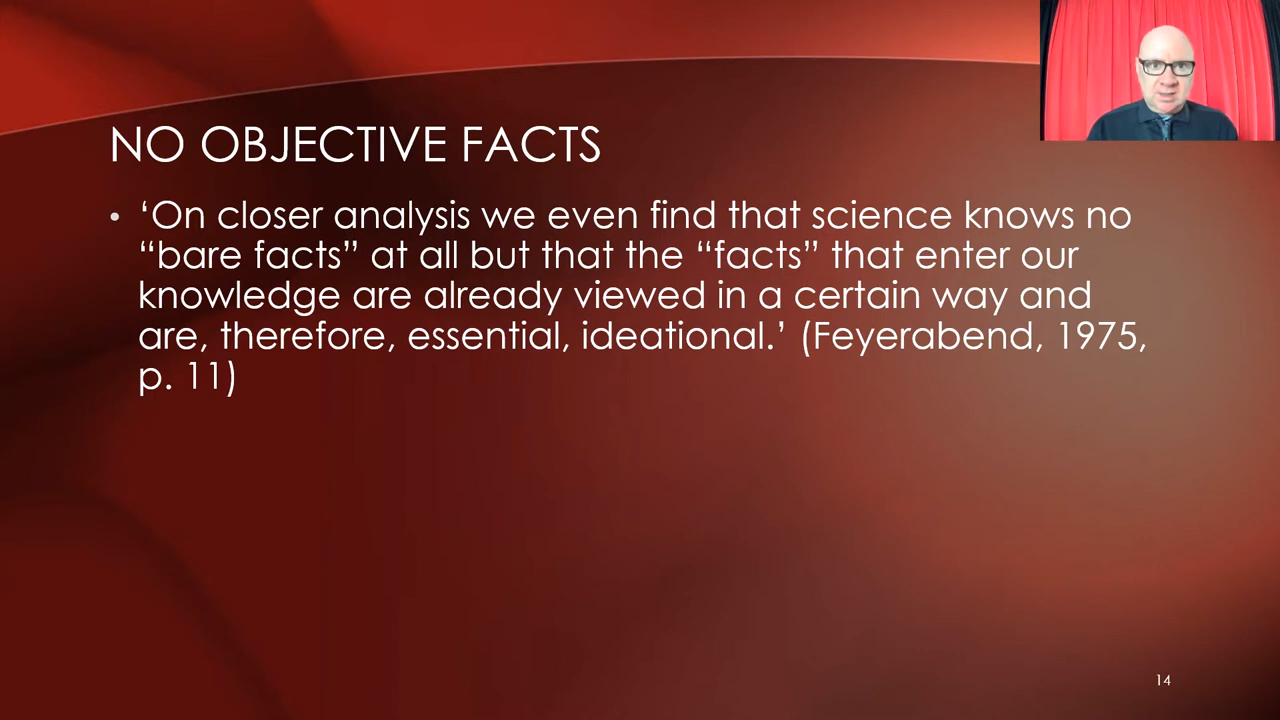 NO OBJECTIVE FACTS
• ‘On closer analysis we even find that science knows no
“bare facts” at all but that the “facts” that enter our
knowledge are already viewed in a certain way and
are, therefore, essential, ideational.’ (Feyerabend, 1975,
p. 11)
14